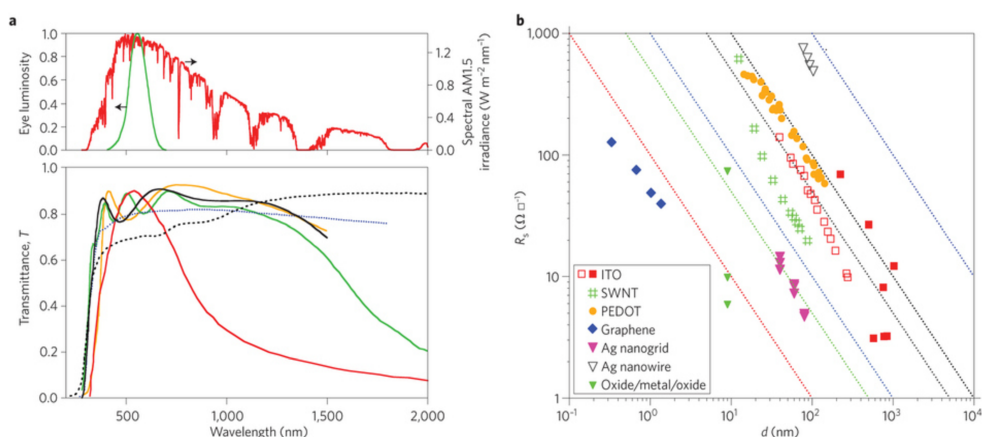 a
Eye luminosity
1.0
0.8
0.6
0.4
0.2
0.0
1.2
0.8
0.4
0.0
Spectral AM1.5
irradiance (W m⁻² nm⁻¹)
Transmittance, T
1.0
0.8
0.8
0.4
0.2
0.0
500 1,000 1,500 2,000
Wavelength (nm)
b
Rs (Ω □⁻¹)
1,000
100
10
1
ITO
SWNT
PEDOT
Graphene
Ag nanogrid
Ag nanowire
Oxide/metal/oxide
10⁻¹ 10⁰ 10¹ 10² 10³ 10⁴
d (nm)